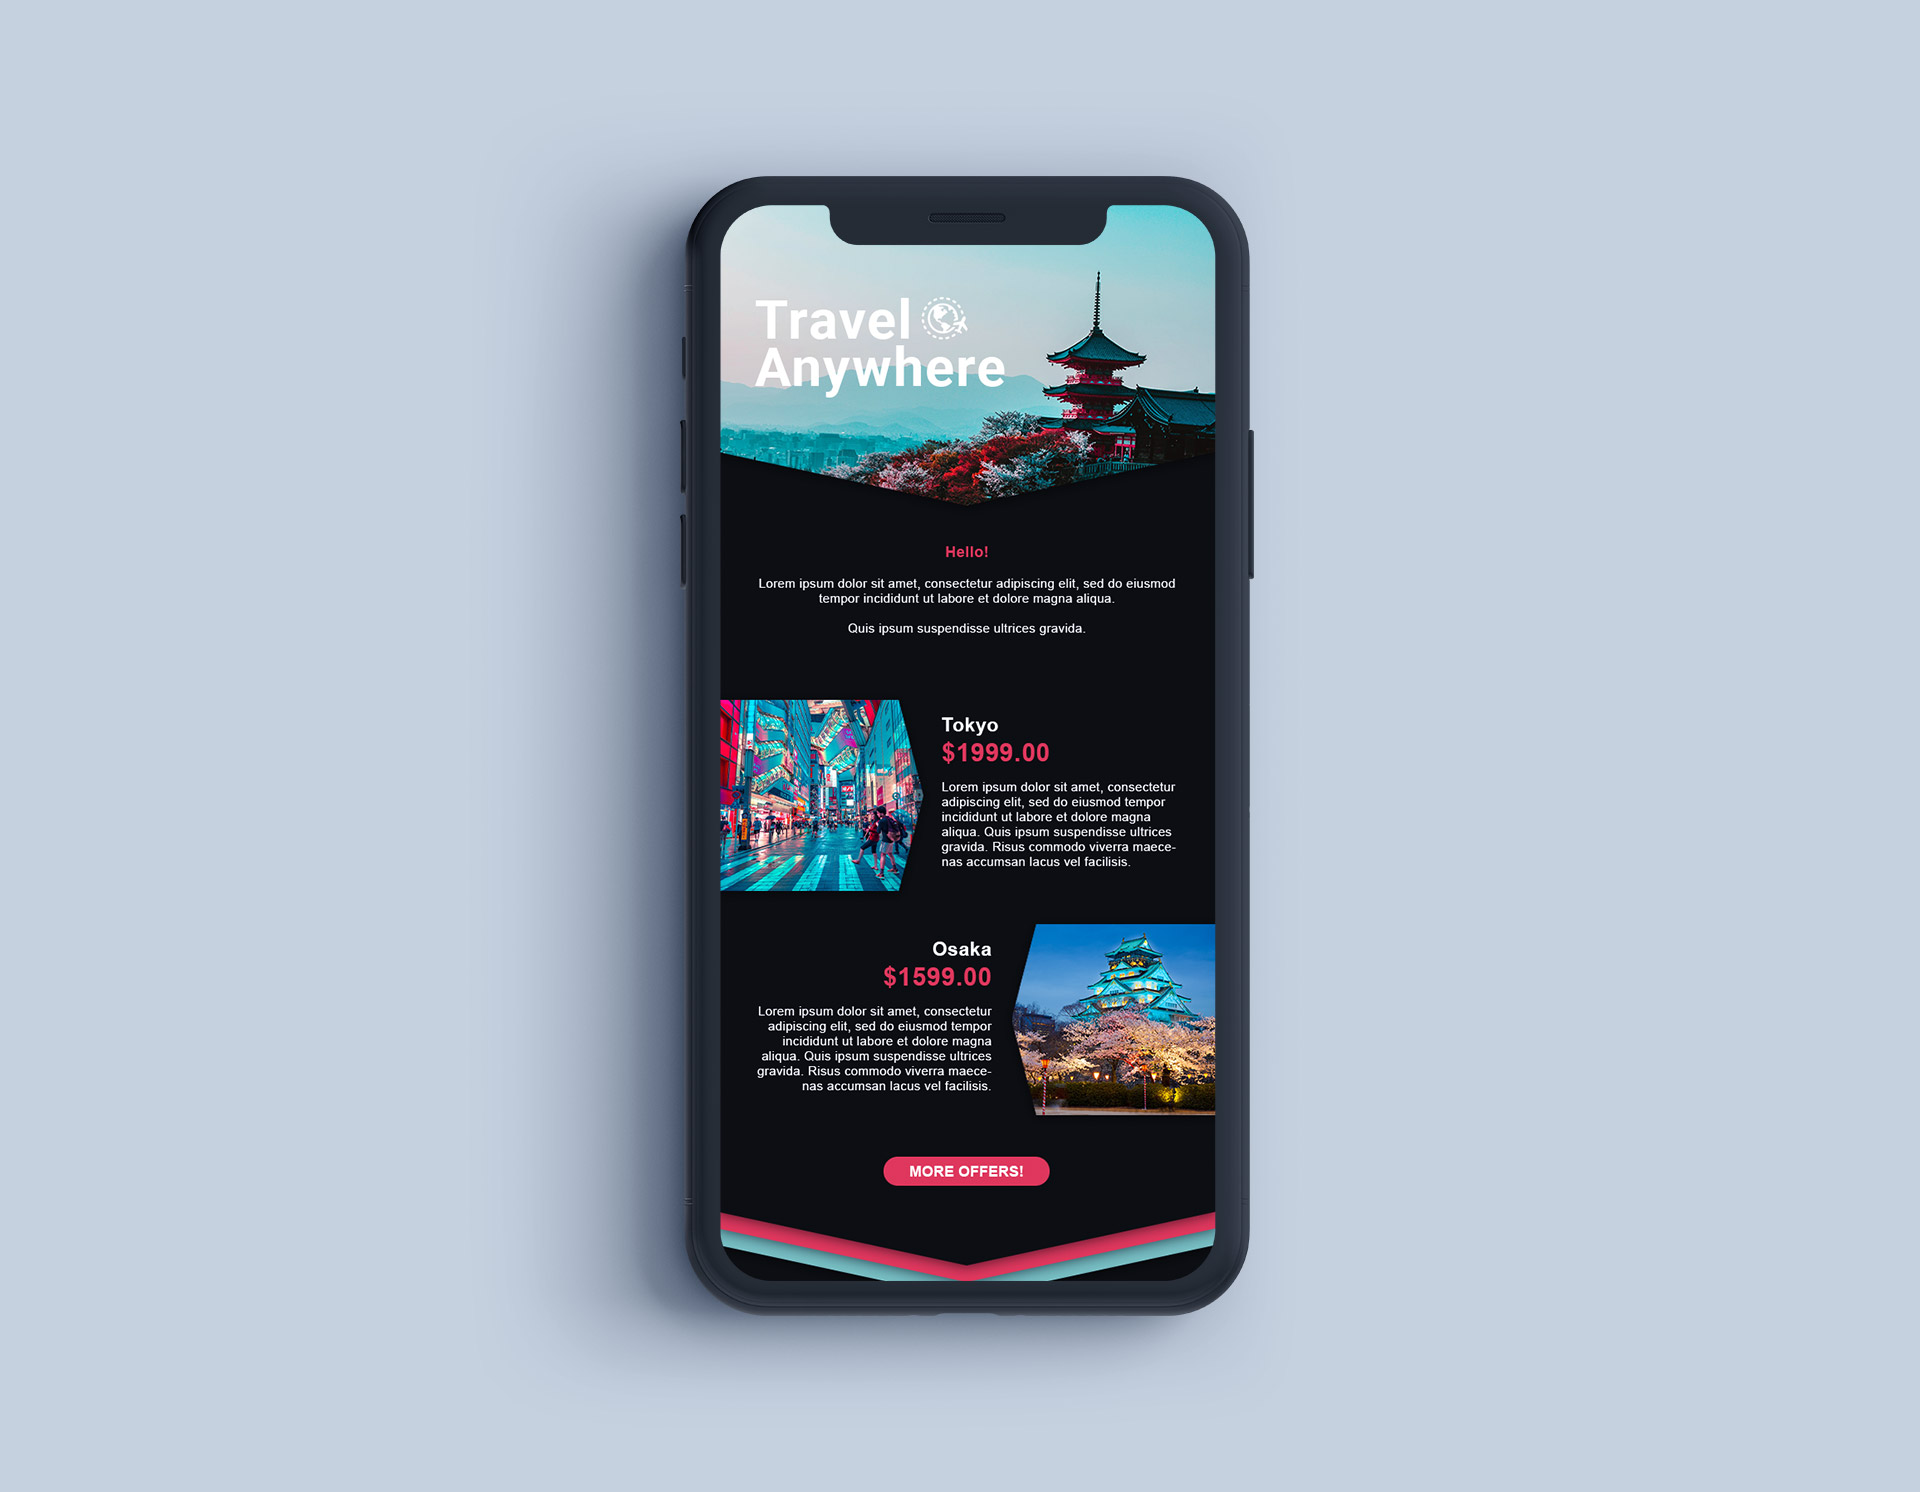 Travel
Anywhere
Hello!
Lorem ipsum dolor sit amet, consectetur adipiscing elit, sed do eiusmod
tempor incididunt ut labore et dolore magna aliqua.
Quis ipsum suspendisse ultrices gravida.
Tokyo
$1999.00
Lorem ipsum dolor sit amet, consectetur
adipiscing elit, sed do eiusmod tempor
incididunt ut labore et dolore magna
aliqua. Quis ipsum suspendisse ultrices
gravida. Risus commodo viverra maece-
nas accumsan lacus vel facilisis.
Osaka
$1599.00
Lorem ipsum dolor sit amet, consectetur
adipiscing elit, sed do eiusmod tempor
incididunt ut labore et dolore magna
aliqua. Quis ipsum suspendisse ultrices
gravida. Risus commodo viverra maece-
nas accumsan lacus vel facilisis.
MORE OFFERS!